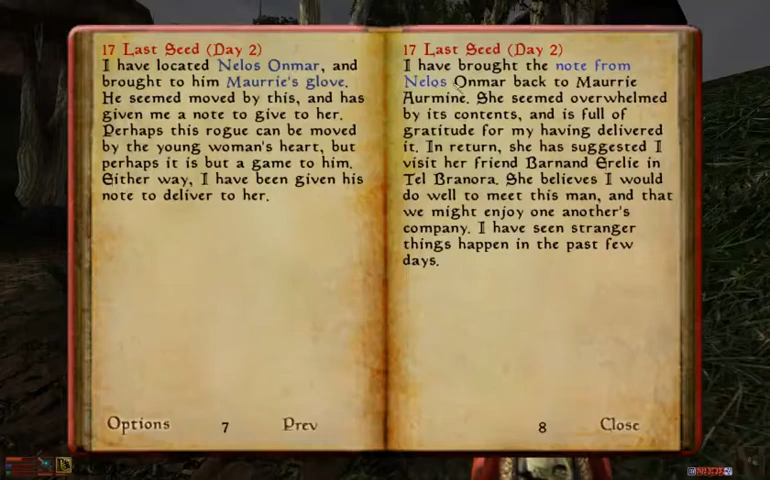 17 Last Seed (Day 2)
I have located Nelos Onmar, and
brought to him Maurrie's glove.
He seemed moved by this, and has
given me a note to give to her.
Perhaps this rogue can be moved
by the young woman's heart, but
perhaps it is but a game to him.
Either way, I have been given his
note to deliver to her.
Options
7
Prev
17 Last Seed (Day 2)
I have brought the note from
Nelos Onmar back to Maurrie
Aurmine. She seemed overwhelmed
by its contents, and is full of
gratitude for my having delivered
it. In return, she has suggested I
visit her friend Barnand Erelie in
Tel Branora. She believes I would
do well to meet this man, and that
we might enjoy one another's
company. I have seen stranger
things happen in the past few
days.
8
Close